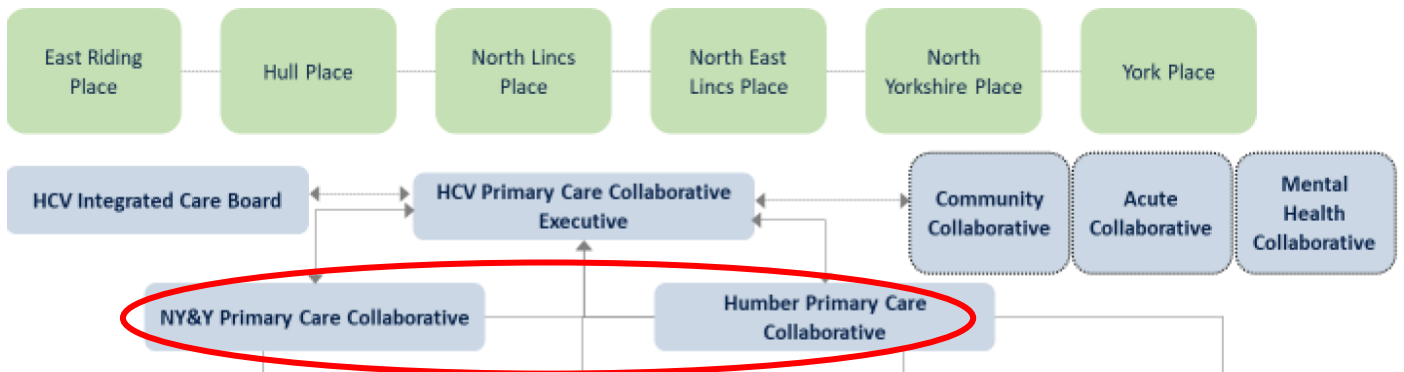 East Riding
Place
Hull Place
North Lincs
Place
North East
Lincs Place
North
Yorkshire Place
York Place
HCV Integrated Care Board
HCV Primary Care Collaborative
Executive
Community
Collaborative
Acute
Collaborative
Mental
Health
Collaborative
NY&Y Primary Care Collaborative
Humber Primary Care
Collaborative